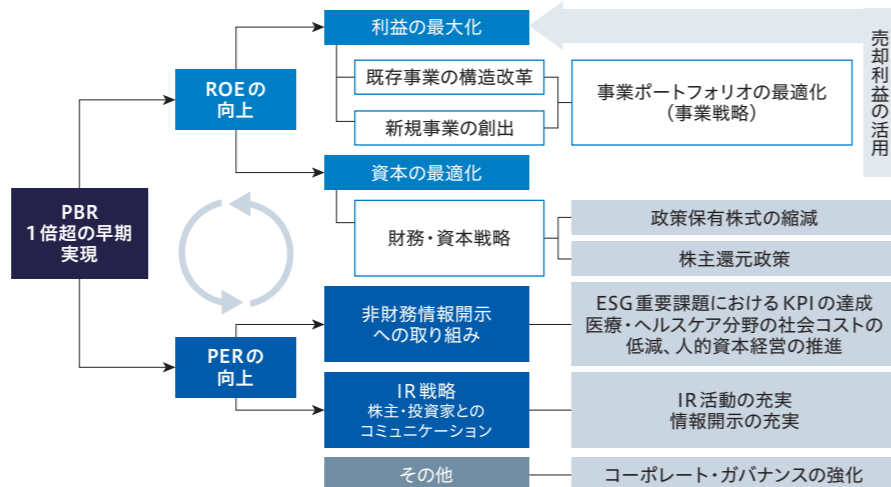 PBR
1倍超の早期
実現
ROEの
向上
利益の最大化
既存事業の構造改革
新規事業の創出
事業ポートフォリオの最適化
(事業戦略)
売却利益の活用
資本の最適化
財務・資本戦略
政策保有株式の縮減
株主還元政策
PERの
向上
非財務情報開示
への取り組み
ESG重要課題におけるKPIの達成
医療・ヘルスケア分野の社会コストの
低減、人的資本経営の推進
IR戦略
株主・投資家との
コミュニケーション
IR活動の充実
情報開示の充実
その他
コーポレート・ガバナンスの強化